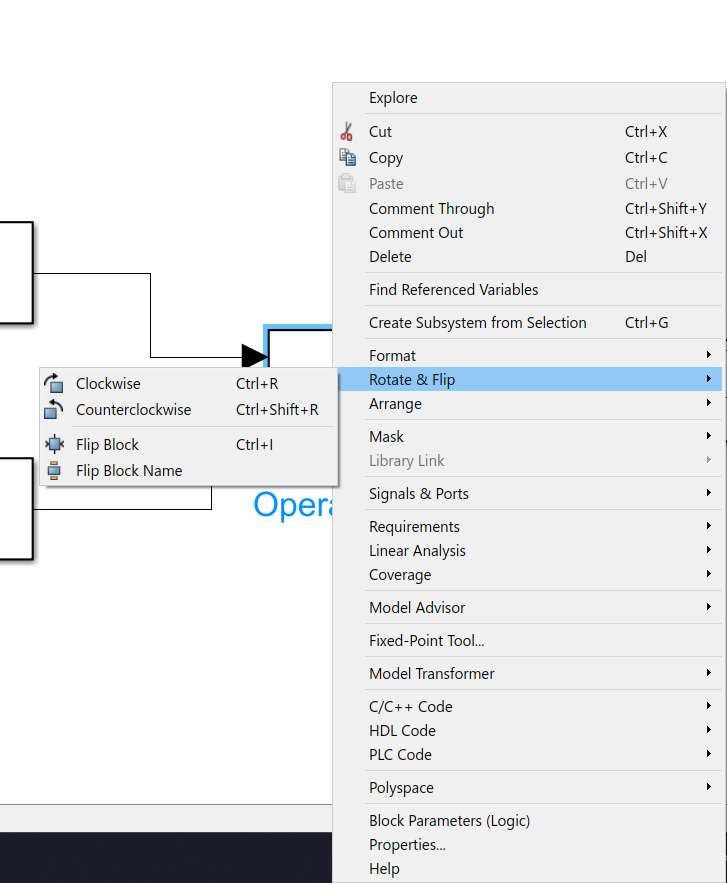 Explore
Cut Ctrl+X
Copy Ctrl+C
Paste Ctrl+V
Comment Through Ctrl+Shift+Y
Comment Out Ctrl+Shift+X
Delete Del
Find Referenced Variables
Create Subsystem from Selection Ctrl+G
Format
Rotate & Flip
Arrange
Mask
Library Link
Signals & Ports
Requirements
Linear Analysis
Coverage
Model Advisor
Fixed-Point Tool...
Model Transformer
C/C++ Code
HDL Code
PLC Code
Polyspace
Block Parameters (Logic)
Properties...
Help
Clockwise Ctrl+R
Counterclockwise Ctrl+Shift+R
Flip Block Ctrl+I
Flip Block Name